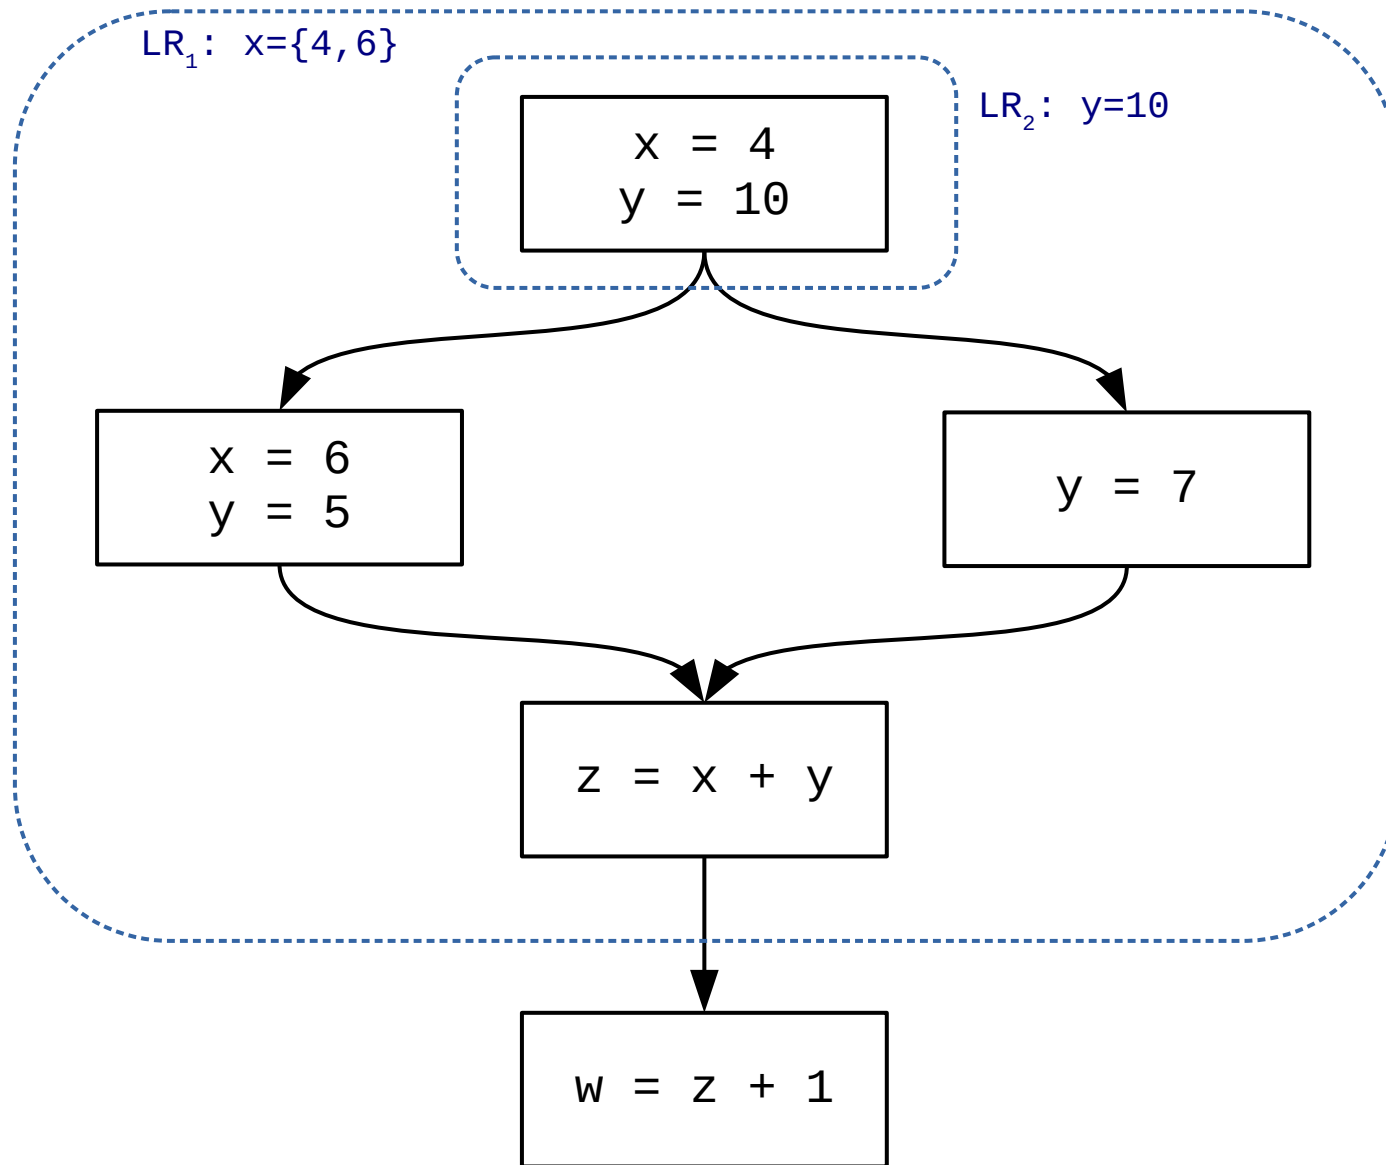 LR₁: x={4,6}
LR₂: y=10
x = 4
y = 10
x = 6
y = 5
y = 7
z = x + y
w = z + 1